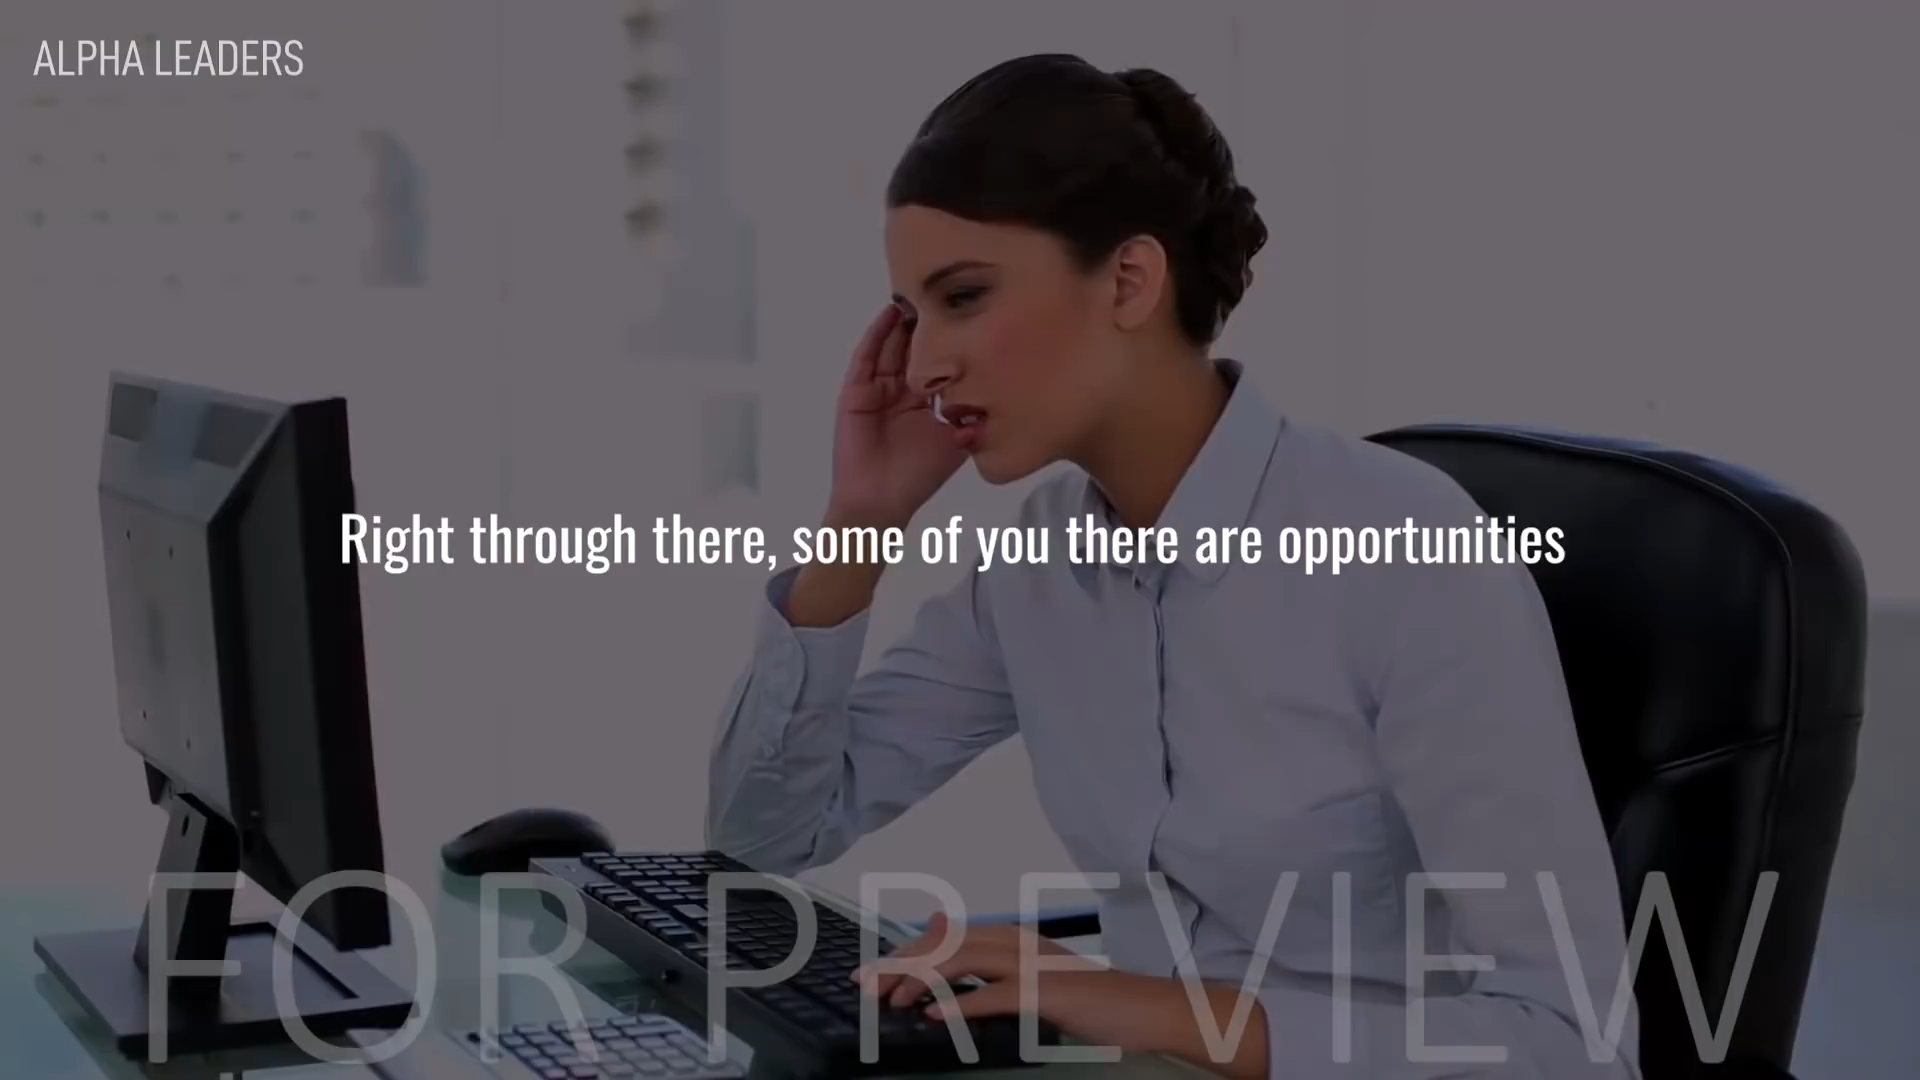 ALPHA LEADERS
Right through there, some of you there are opportunities
FOR PREVIEW